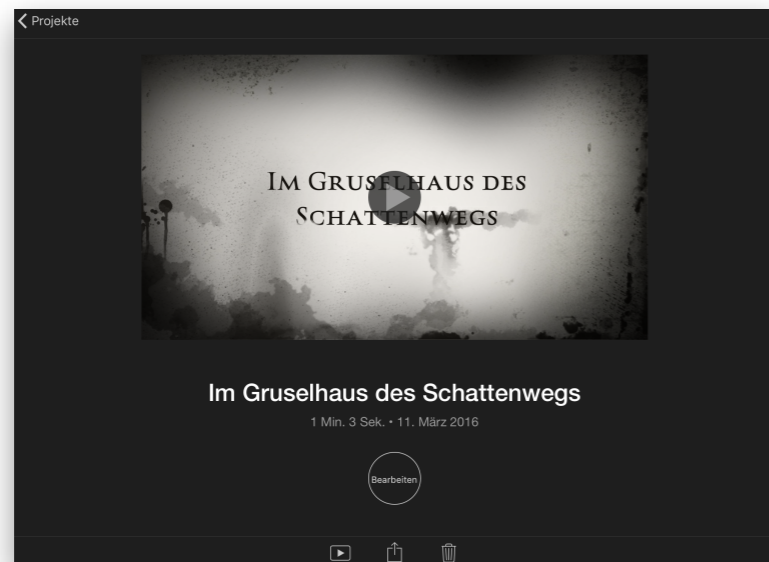 Projekte
IM GRUSELHAUS DES
SCHATTENWEGS
Im Gruselhaus des Schattenwegs
1 Min. 3 Sek. • 11. März 2016
Bearbeiten